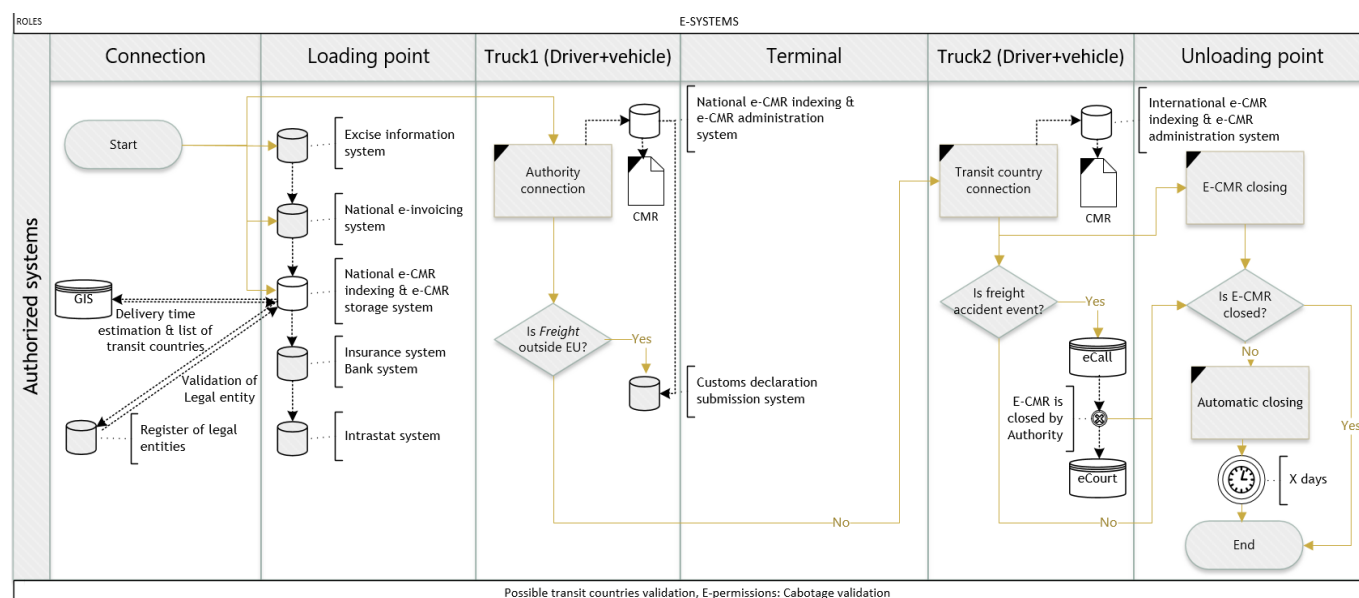 ROLES
E-SYSTEMS
Connection
Loading point
Truck1 (Driver+vehicle)
Terminal
Truck2 (Driver+vehicle)
Unloading point
Authorized systems
Start
GIS
Delivery time
estimation & list of
transit countries
Validation of
Legal entity
Register of legal
entities
Excise information
system
National e-invoicing
system
National e-CMR
indexing & e-CMR
storage system
Insurance system
Bank system
Intrastat system
Authority
connection
CMR
Is Freight
outside EU?
Yes
No
National e-CMR indexing &
e-CMR administration
system
Customs declaration
submission system
Transit country
connection
CMR
Is freight
accident event?
Yes
eCall
E-CMR is
closed by
Authority
eCourt
No
International e-CMR
indexing & e-CMR
administration system
E-CMR closing
Is E-CMR
closed?
No
Yes
Automatic closing
X days
End
Possible transit countries validation, E-permissions: Cabotage validation